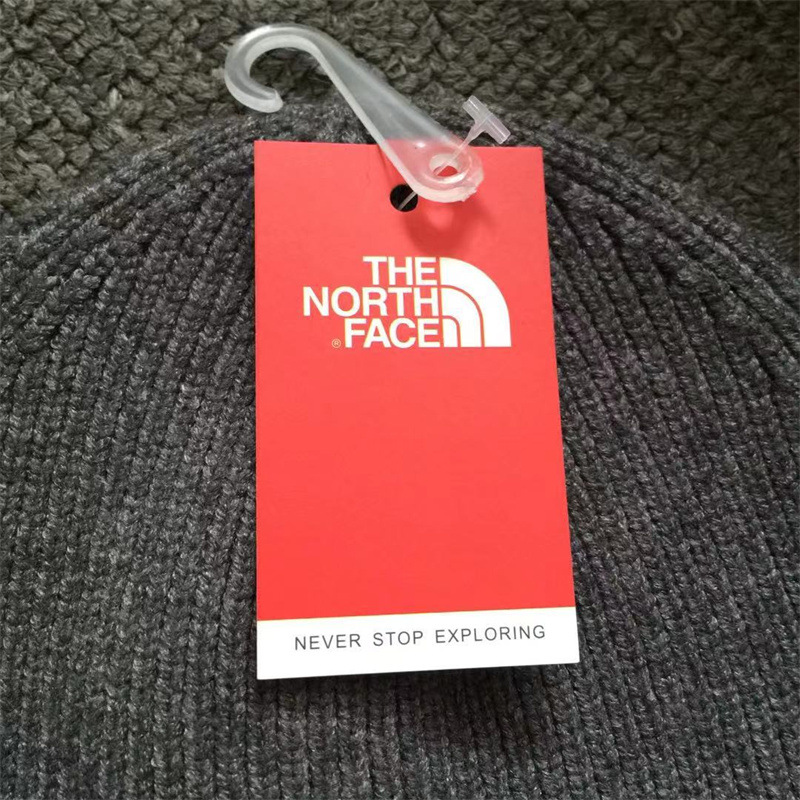 THE
NORTH
® FACE
NEVER STOP EXPLORING